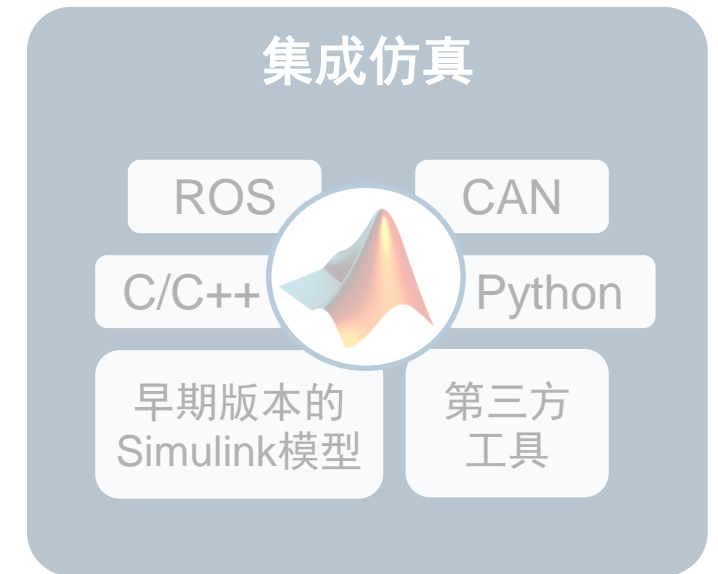 集成仿真
ROS
CAN
C/C++
Python
早期版本的
Simulink模型
第三方
工具